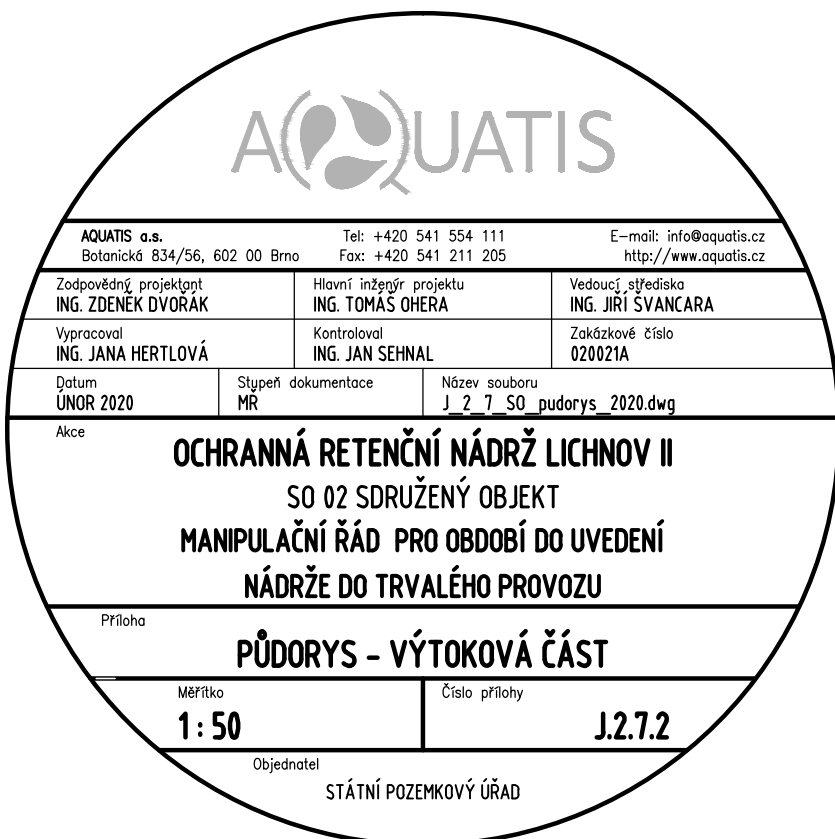 AQUATIS
AQUATIS a.s. Tel: +420 541 554 111 E-mail: info@aquatis.cz
Botanická 834/56, 602 00 Brno Fax: +420 541 211 205 http://www.aquatis.cz
Zodpovědný projektant Hlavní inženýr projektu Vedoucí střediska
ING. ZDENĚK DVOŘÁK ING. TOMÁŠ OHERA ING. JIŘÍ ŠVANCARA
Vypracoval Kontroloval Zakázkové číslo
ING. JANA HERTLOVÁ ING. JAN SEHNAL 020021A
Datum Stupeň dokumentace Název souboru
ÚNOR 2020 MŘ J_2_7_SO_pudorys_2020.dwg
Akce
OCHRANNÁ RETENČNÍ NÁDRŽ LICHNOV II
SO 02 SDRUŽENÝ OBJEKT
MANIPULAČNÍ ŘÁD PRO OBDOBÍ DO UVEDENÍ
NÁDRŽE DO TRVALÉHO PROVOZU
Příloha
PŮDORYS - VÝTOKOVÁ ČÁST
Měřítko Číslo přílohy
1:50 J.2.7.2
Objednatel
STÁTNÍ POZEMKOVÝ ÚŘAD